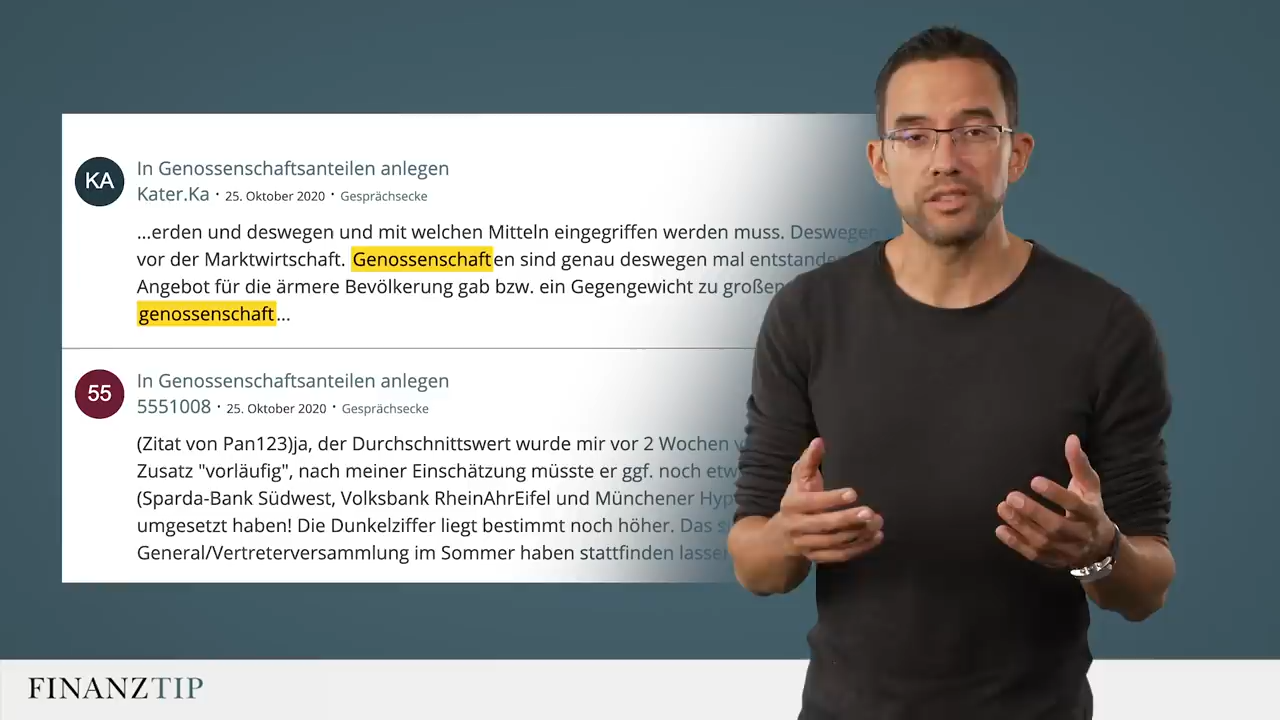 KA
In Genossenschaftsanteilen anlegen
Kater.Ka · 25. Oktober 2020 · Gesprächsecke
...erden und deswegen und mit welchen Mitteln eingegriffen werden muss. Deswegen
vor der Marktwirtschaft. Genossenschaften sind genau deswegen mal entstanden
Angebot für die ärmere Bevölkerung gab bzw. ein Gegengewicht zu großen
genossenschaft...
55
In Genossenschaftsanteilen anlegen
5551008 · 25. Oktober 2020 · Gesprächsecke
(Zitat von Pan123)ja, der Durchschnittswert wurde mir vor 2 Wochen
Zusatz "vorläufig", nach meiner Einschätzung müsste er ggf. noch
(Sparda-Bank Südwest, Volksbank RheinAhrEifel und Münchener Hyp
umgesetzt haben! Die Dunkelziffer liegt bestimmt noch höher. Das
General/Vertreterversammlung im Sommer haben stattfinden lassen
FINANZTIP